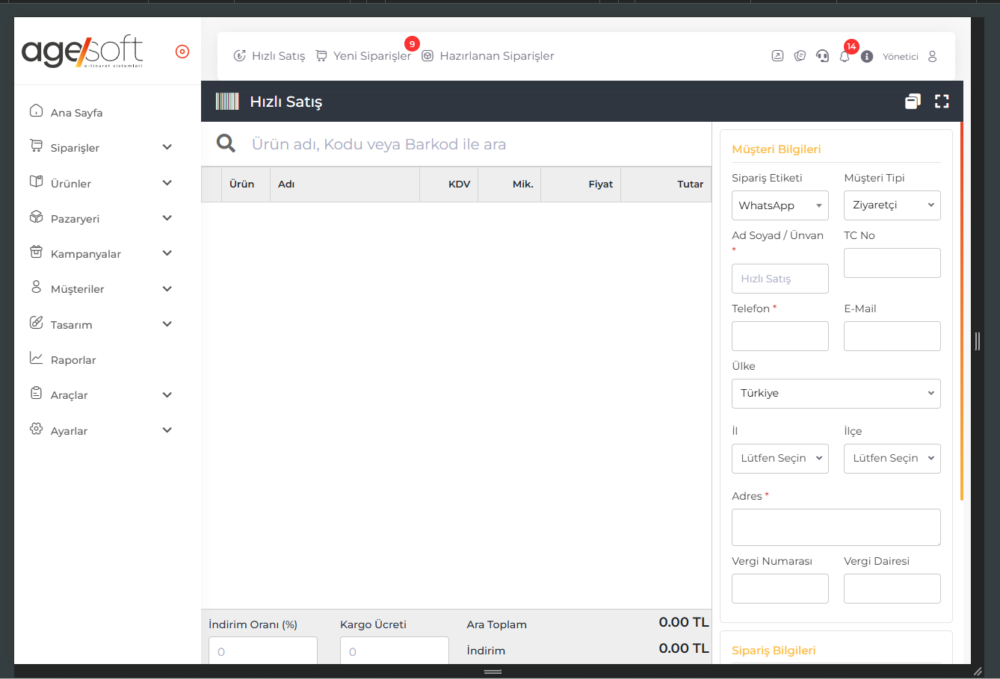 age/soft
e-ticaret sistemleri
Hızlı Satış
Yeni Siparişler
9
Hazırlanan Siparişler
14
Yönetici
Ana Sayfa
Siparişler
Ürünler
Pazaryeri
Kampanyalar
Müşteriler
Tasarım
Raporlar
Araçlar
Ayarlar
Hızlı Satış
Ürün adı, Kodu veya Barkod ile ara
Ürün Adı KDV Mik. Fiyat Tutar
İndirim Oranı (%) Kargo Ücreti Ara Toplam 0.00 TL
0 0 İndirim 0.00 TL
Müşteri Bilgileri
Sipariş Etiketi Müşteri Tipi
WhatsApp Ziyaretçi
Ad Soyad / Ünvan TC No
*
Hızlı Satış
Telefon * E-Mail
Ülke
Türkiye
İl İlçe
Lütfen Seçin Lütfen Seçin
Adres *
Vergi Numarası Vergi Dairesi
Sipariş Bilgileri